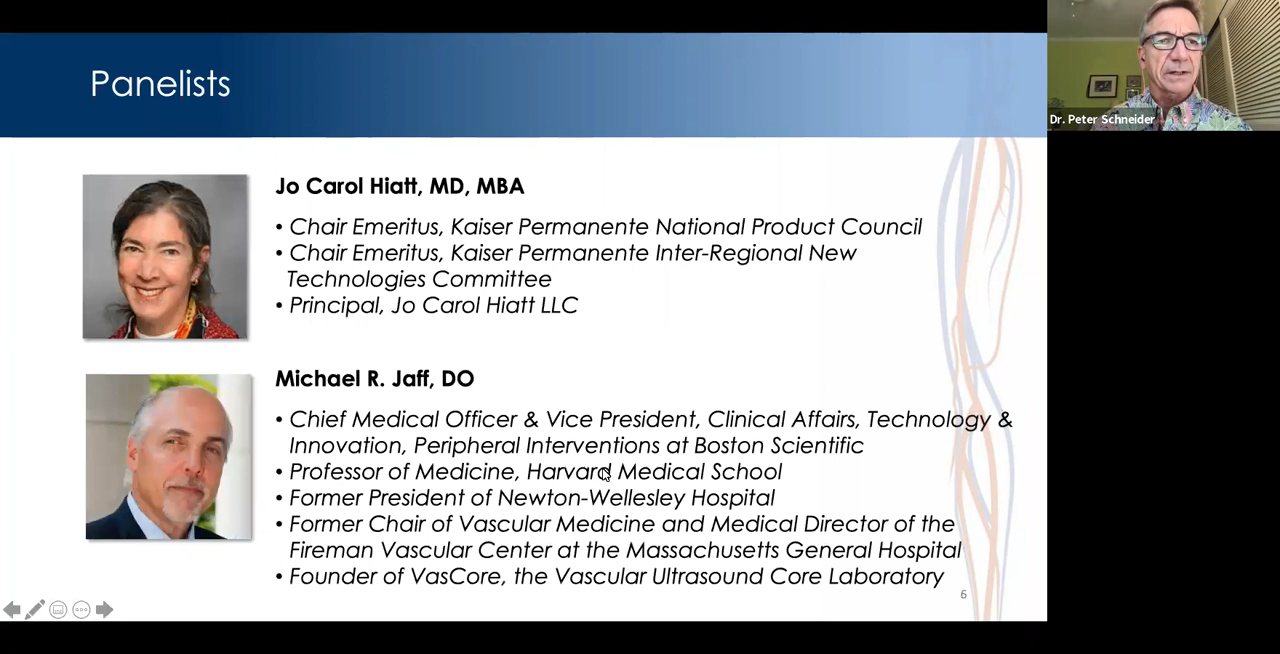 Panelists
Dr. Peter Schneider
Jo Carol Hiatt, MD, MBA
• Chair Emeritus, Kaiser Permanente National Product Council
• Chair Emeritus, Kaiser Permanente Inter-Regional New
Technologies Committee
• Principal, Jo Carol Hiatt LLC
Michael R. Jaff, DO
• Chief Medical Officer & Vice President, Clinical Affairs, Technology &
Innovation, Peripheral Interventions at Boston Scientific
• Professor of Medicine, Harvard Medical School
• Former President of Newton-Wellesley Hospital
• Former Chair of Vascular Medicine and Medical Director of the
Fireman Vascular Center at the Massachusetts General Hospital
• Founder of VasCore, the Vascular Ultrasound Core Laboratory
6